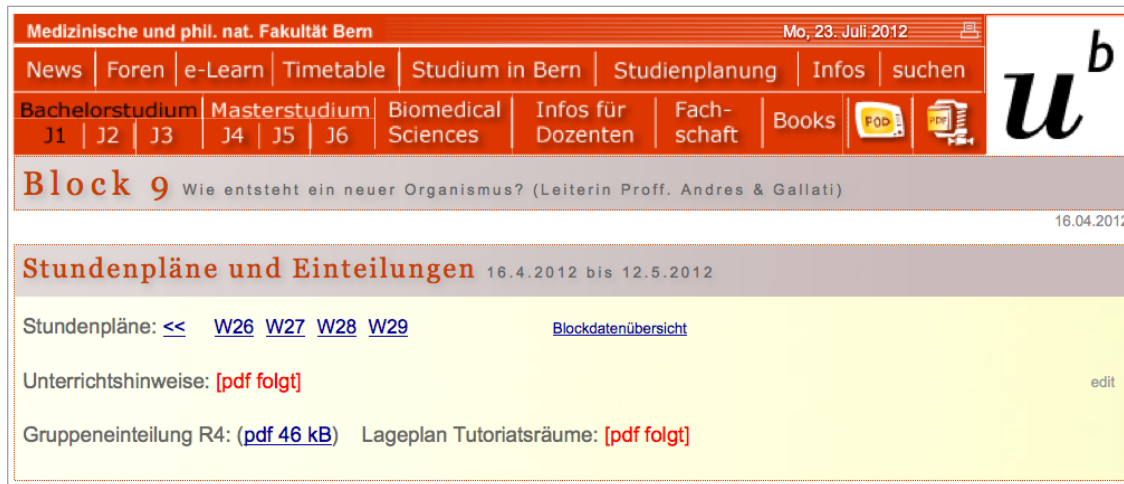 Medizinische und phil. nat. Fakultät Bern Mo, 23. Juli 2012
News Foren e-Learn Timetable Studium in Bern Studienplanung Infos suchen
Bachelorstudium Masterstudium Biomedical Infos für Fach- Books FOD PDF
J1 J2 J3 J4 J5 J6 Sciences Dozenten schaft
u b
Block 9 Wie entsteht ein neuer Organismus? (Leiterin Proff. Andres & Gallati)
16.04.2012
Stundenpläne und Einteilungen 16.4.2012 bis 12.5.2012
Stundenpläne: << W26 W27 W28 W29 Blockdatenübersicht
Unterrichtshinweise: [pdf folgt] edit
Gruppeneinteilung R4: (pdf 46 kB) Lageplan Tutoriatsräume: [pdf folgt]